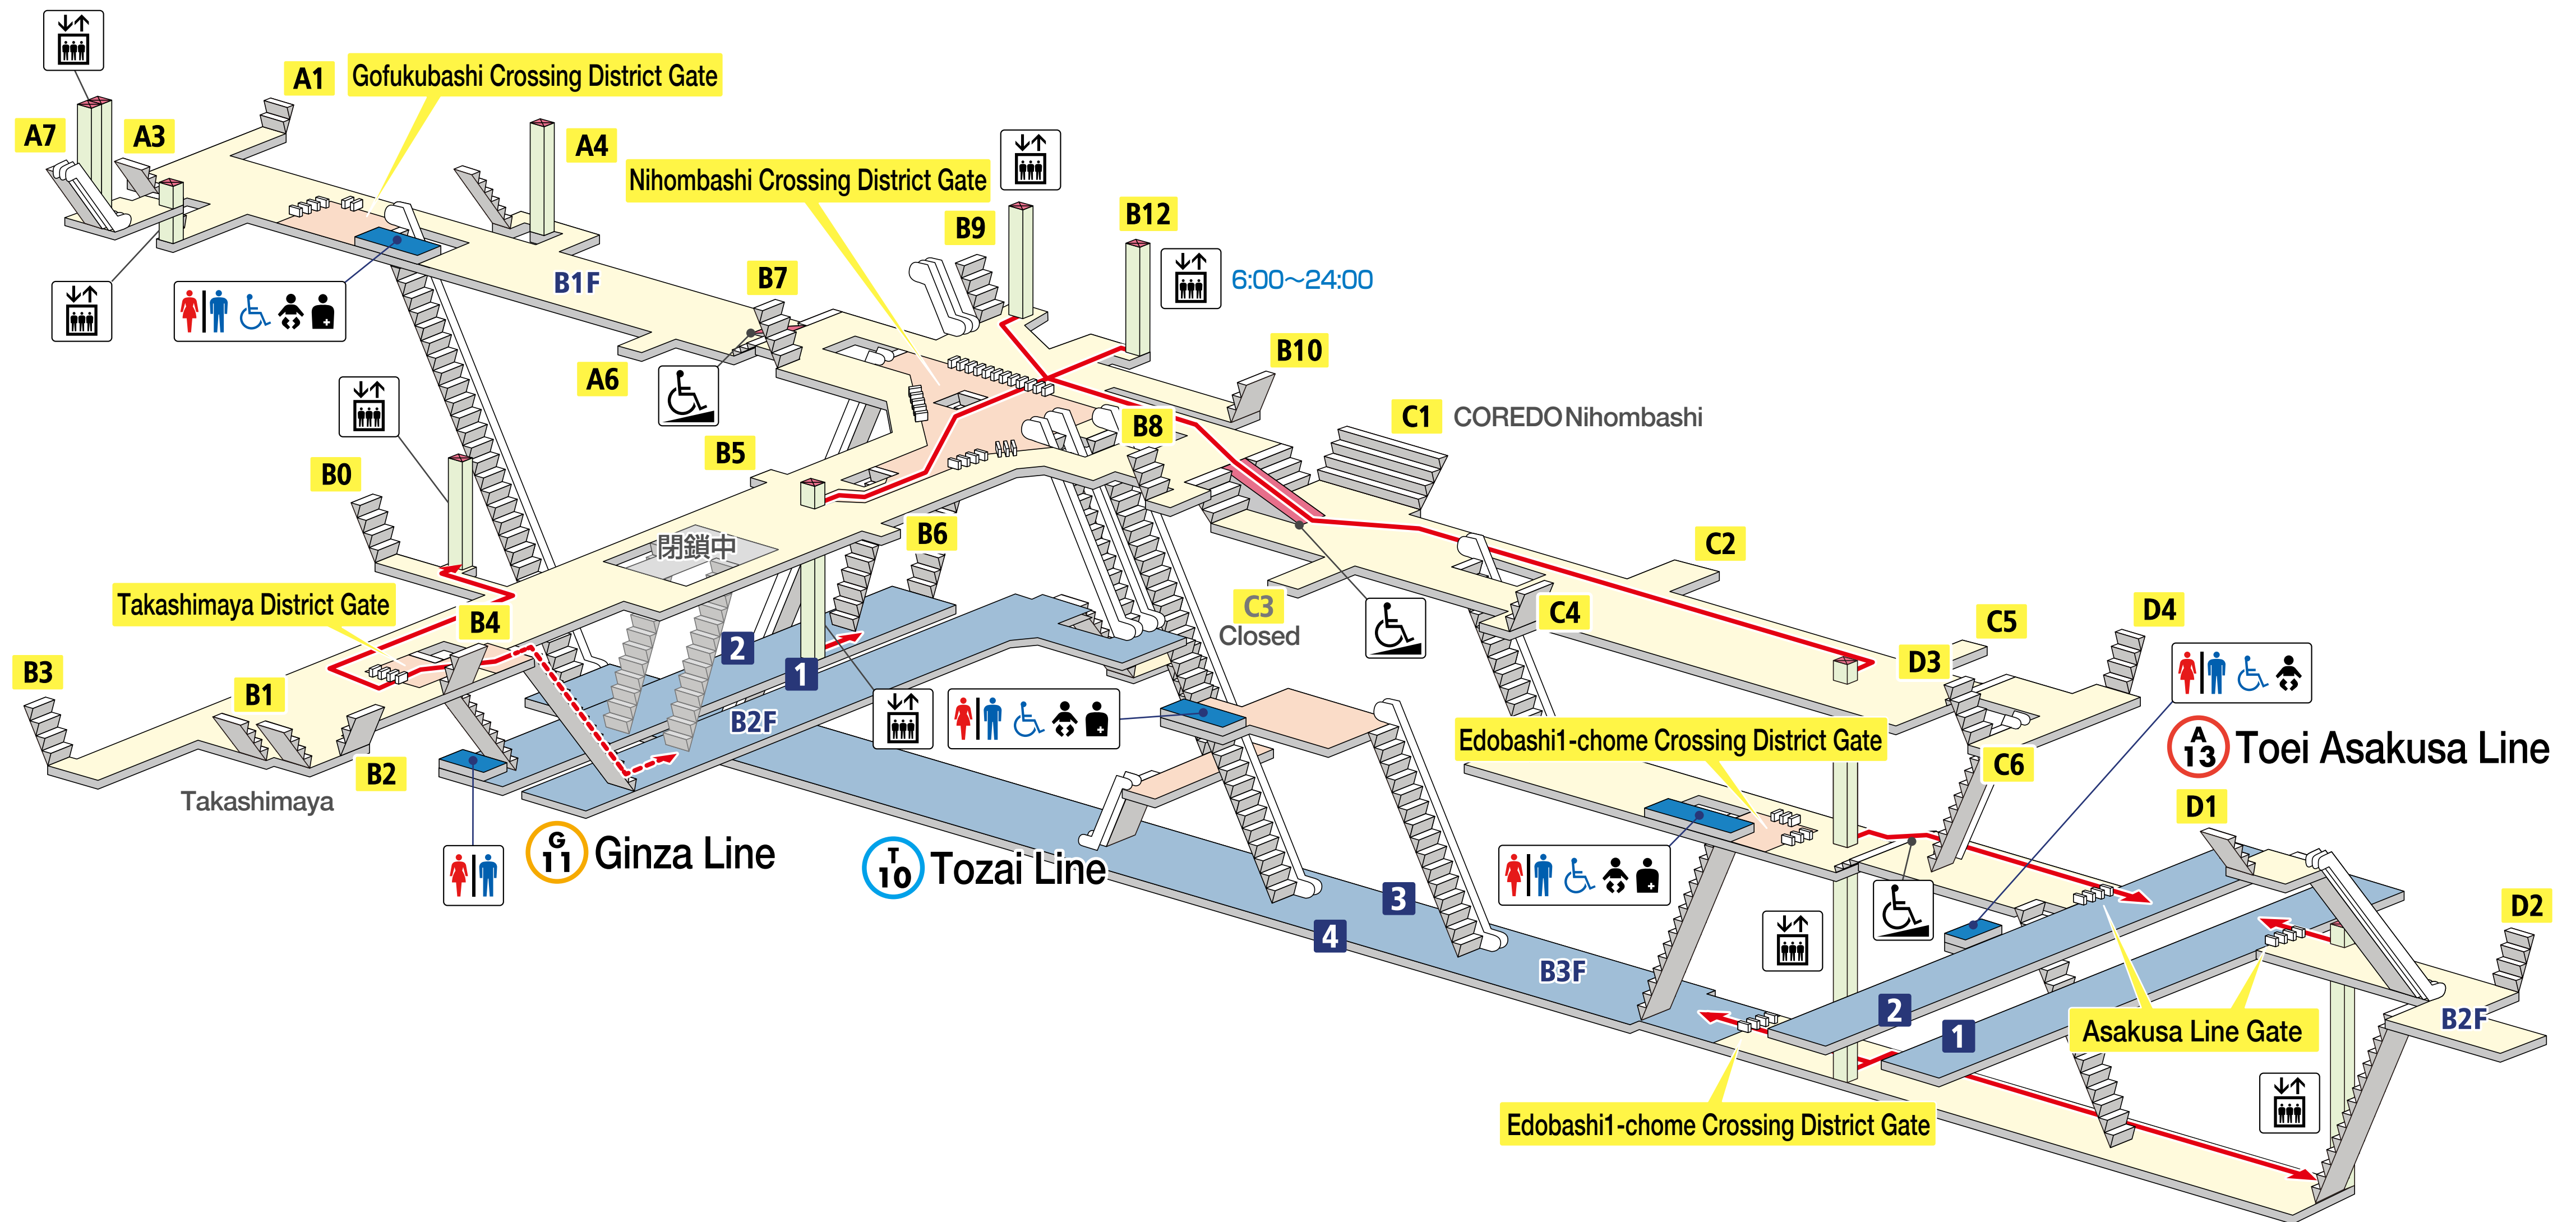 A1
Gofukubashi Crossing District Gate
A7
A3
A4
Nihombashi Crossing District Gate
B9
B12
6:00～24:00
B7
B1F
A6
B10
C1
COREDO Nihombashi
B8
B5
B0
B6
閉鎖中
C2
Takashimaya District Gate
B4
C3
Closed
C4
C5
D4
D3
B3
B1
2
1
B2F
B2
Takashimaya
Edobashi1-chome Crossing District Gate
C6
A
13
Toei Asakusa Line
D1
G
11
Ginza Line
T
10
Tozai Line
3
4
B3F
D2
2
1
Asakusa Line Gate
B2F
Edobashi1-chome Crossing District Gate